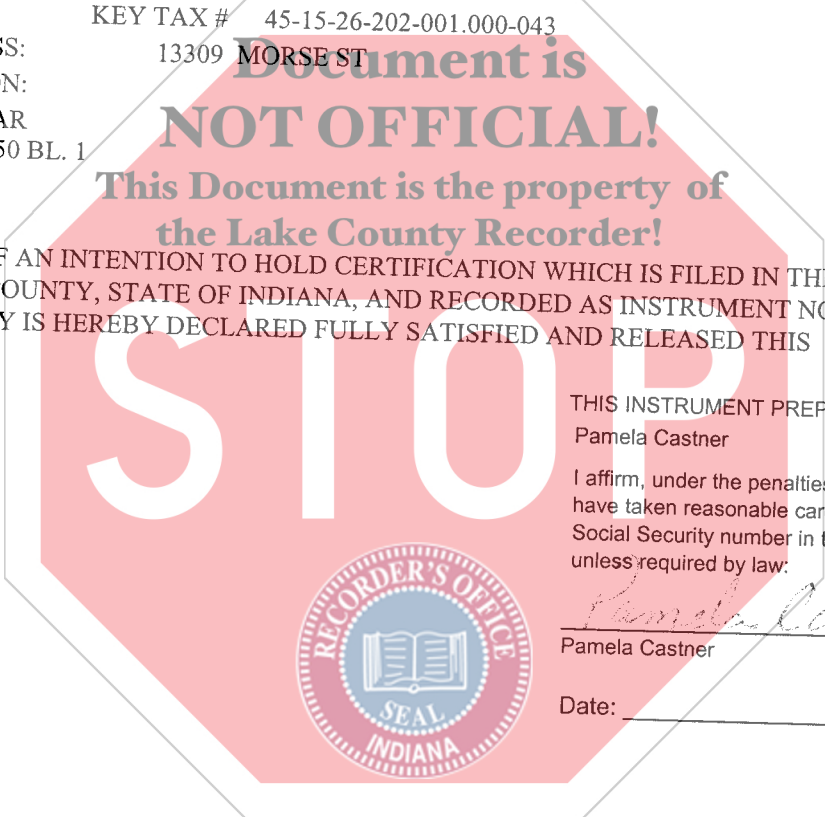 KEY TAX # 45-15-26-202-001.000-043
SS:
13309 MORSE ST
N:
AR
50 BL. 1
Document is
NOT OFFICIAL!
This Document is the property of
the Lake County Recorder!
F AN INTENTION TO HOLD CERTIFICATION WHICH IS FILED IN TH
OUNTY, STATE OF INDIANA, AND RECORDED AS INSTRUMENT NO
Y IS HEREBY DECLARED FULLY SATISFIED AND RELEASED THIS
STOP
THIS INSTRUMENT PREP
Pamela Castner
I affirm, under the penalties
have taken reasonable car
Social Security number in t
unless required by law:
Pamela Ca
Pamela Castner
Date:
RECORDER'S OFFICE
SEAL
INDIANA